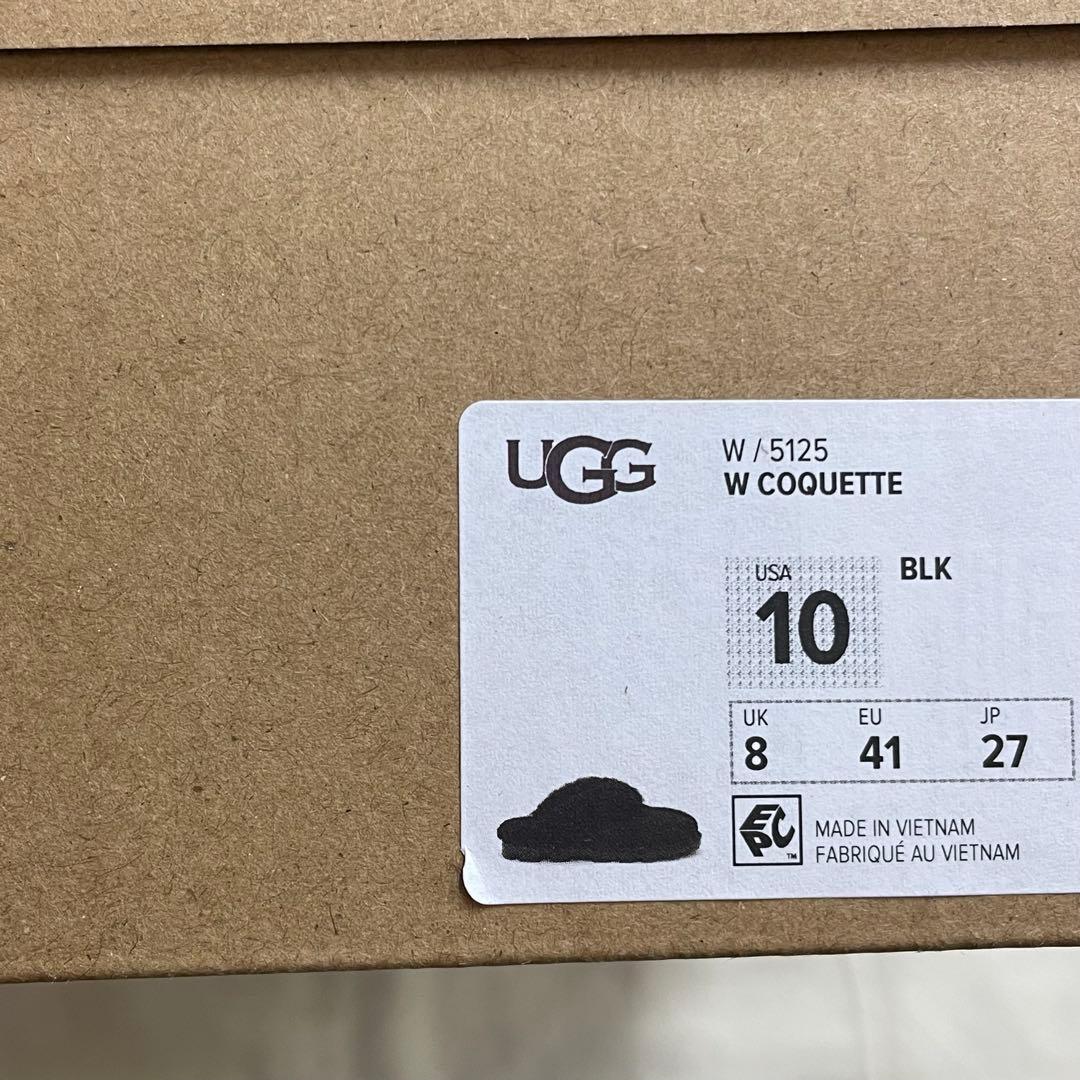 UGG
W / 5125
W COQUETTE
USA
10
BLK
UK EU JP
8 41 27
EPC
TM
MADE IN VIETNAM
FABRIQUÉ AU VIETNAM